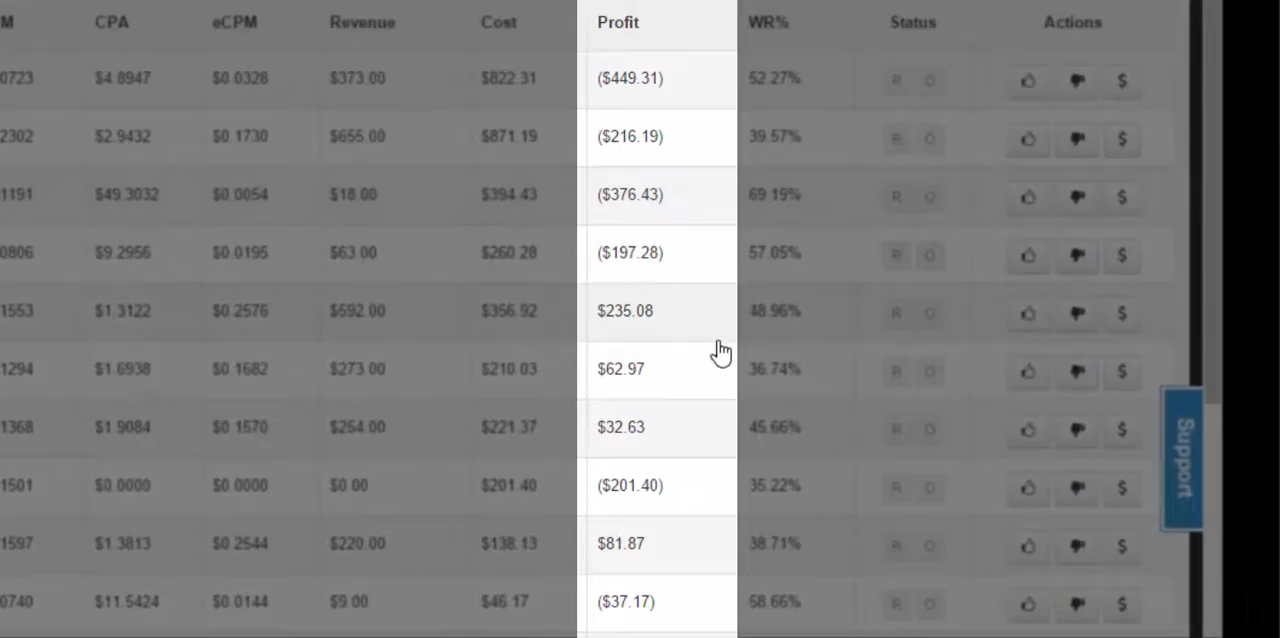 M CPA eCPM Revenue Cost Profit WR% Status Actions
0723 $4.8947 $0.0328 $373.00 $822.31 ($449.31) 52.27% R O $
2302 $2.9432 $0.1730 $655.00 $871.19 ($216.19) 39.57% R O $
1191 $49.3032 $0.0054 $18.00 $394.43 ($376.43) 69.19% R O $
0806 $9.2956 $0.0195 $63.00 $260.28 ($197.28) 57.05% R O $
1553 $1.3122 $0.2576 $592.00 $356.92 $235.08 48.96% R O $
1294 $1.6938 $0.1682 $273.00 $210.03 $62.97 36.74% R O $
1368 $1.9084 $0.1570 $254.00 $221.37 $32.63 45.66% R O $
1501 $0.0000 $0.0000 $0.00 $201.40 ($201.40) 35.22% R O $
1597 $1.3813 $0.2544 $220.00 $138.13 $81.87 38.71% R O $
0740 $11.5424 $0.0144 $9.00 $46.17 ($37.17) 58.66% R O $
Support